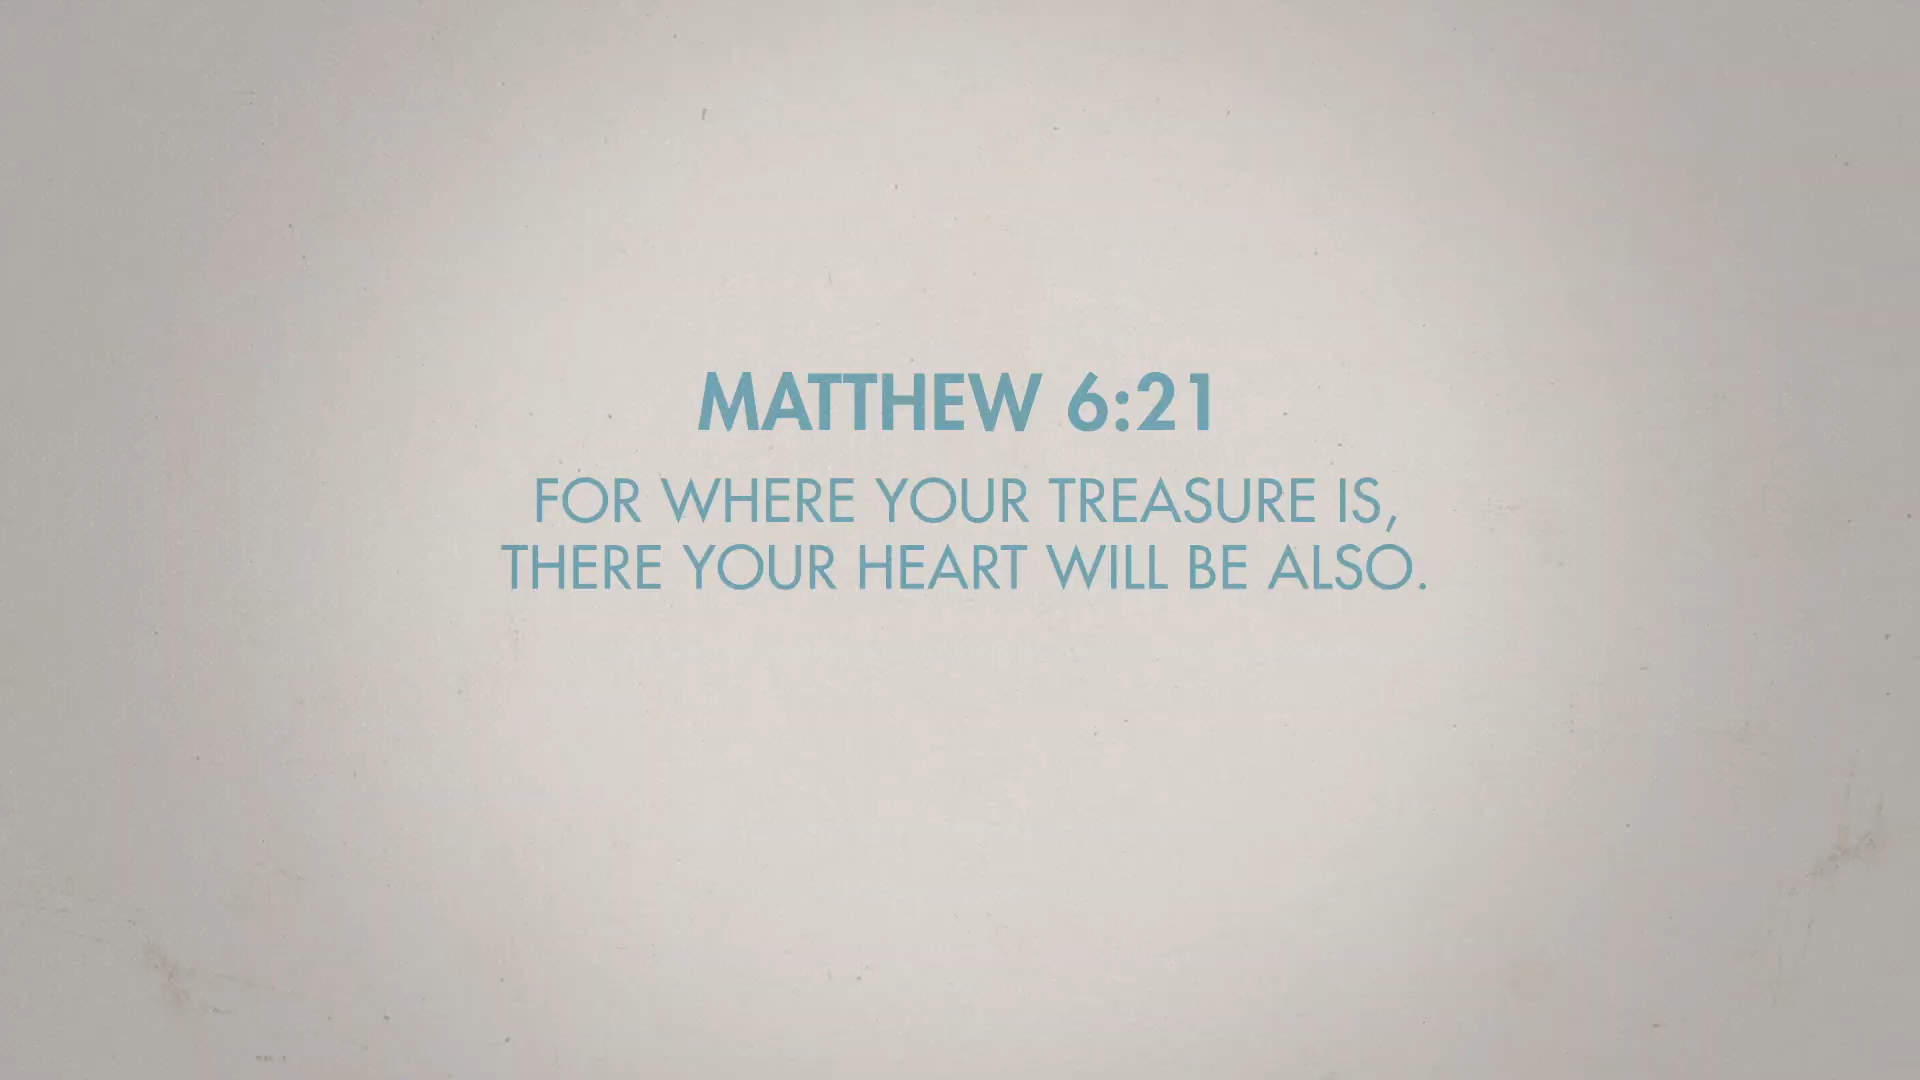 MATTHEW 6:21
FOR WHERE YOUR TREASURE IS,
THERE YOUR HEART WILL BE ALSO.